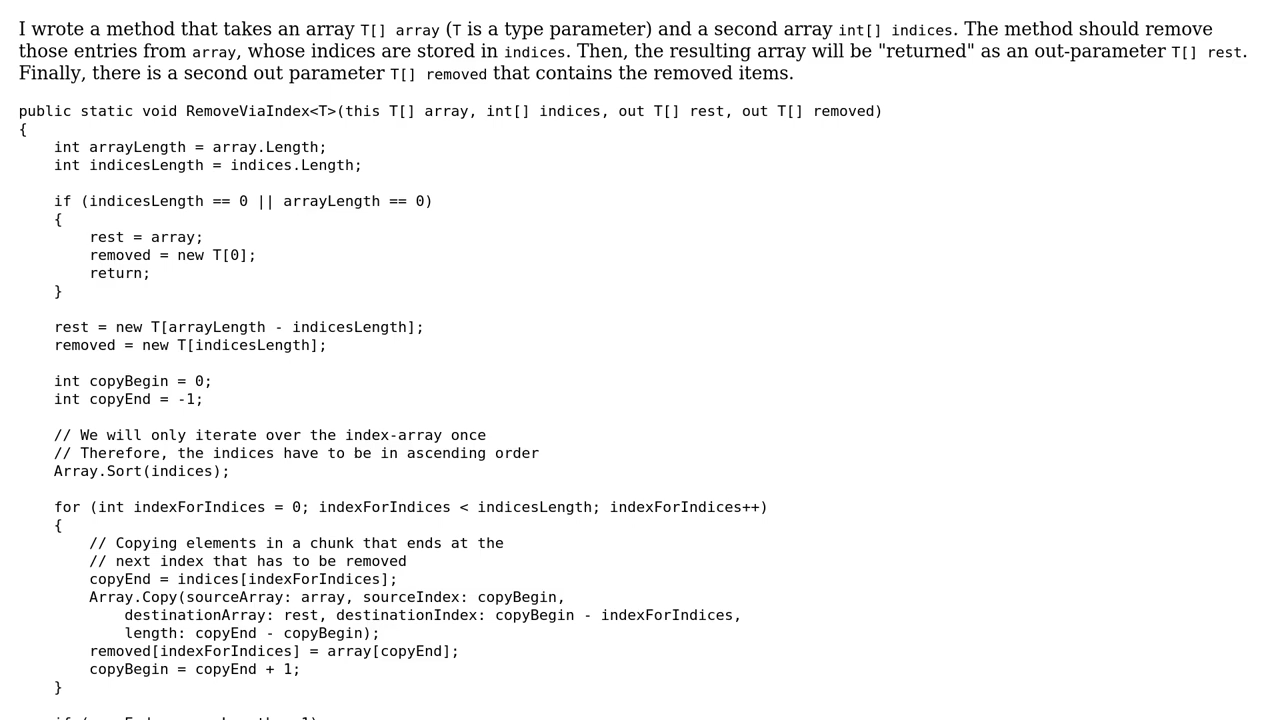 I wrote a method that takes an array T[] array (T is a type parameter) and a second array int[] indices. The method should remove
those entries from array, whose indices are stored in indices. Then, the resulting array will be "returned" as an out-parameter T[] rest.
Finally, there is a second out parameter T[] removed that contains the removed items.
public static void RemoveViaIndex<T>(this T[] array, int[] indices, out T[] rest, out T[] removed)
{
    int arrayLength = array.Length;
    int indicesLength = indices.Length;
    if (indicesLength == 0 || arrayLength == 0)
    {
        rest = array;
        removed = new T[0];
        return;
    }
    rest = new T[arrayLength - indicesLength];
    removed = new T[indicesLength];
    int copyBegin = 0;
    int copyEnd = -1;
    // We will only iterate over the index-array once
    // Therefore, the indices have to be in ascending order
    Array.Sort(indices);
    for (int indexForIndices = 0; indexForIndices < indicesLength; indexForIndices++)
    {
        // Copying elements in a chunk that ends at the
        // next index that has to be removed
        copyEnd = indices[indexForIndices];
        Array.Copy(sourceArray: array, sourceIndex: copyBegin,
            destinationArray: rest, destinationIndex: copyBegin - indexForIndices,
            length: copyEnd - copyBegin);
        removed[indexForIndices] = array[copyEnd];
        copyBegin = copyEnd + 1;
    }